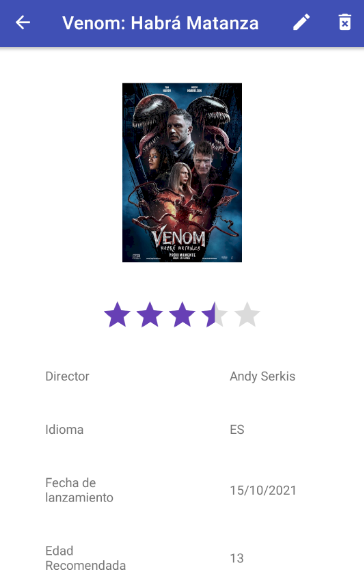 Venom: Habrá Matanza
VENOM
HABRÁ MATANZA
Director
Andy Serkis
Idioma
ES
Fecha de
lanzamiento
15/10/2021
Edad
Recomendada
13